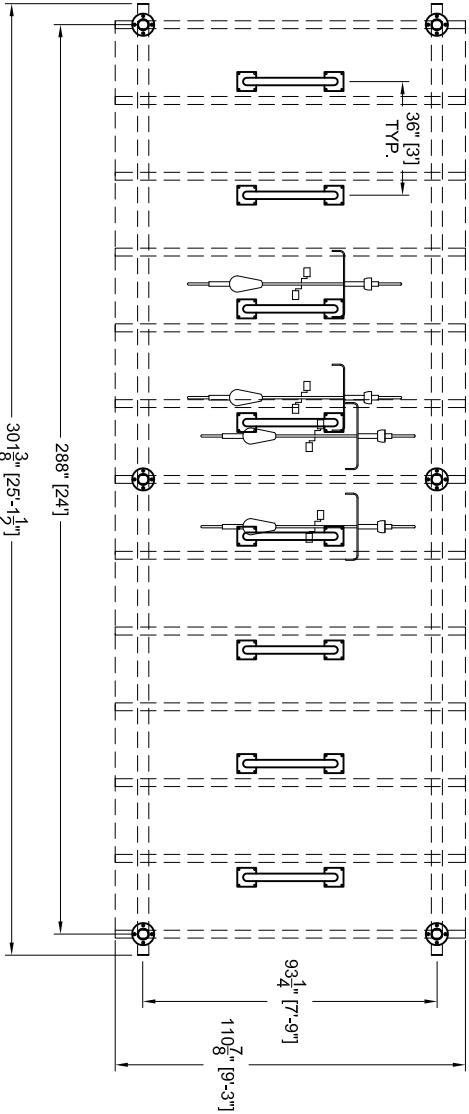 36" [3']
TYP.
93 1/4" [7'-9"]
110 7/8" [9'-3"]
288" [24']
301 3/8" [25'-1 1/2"]